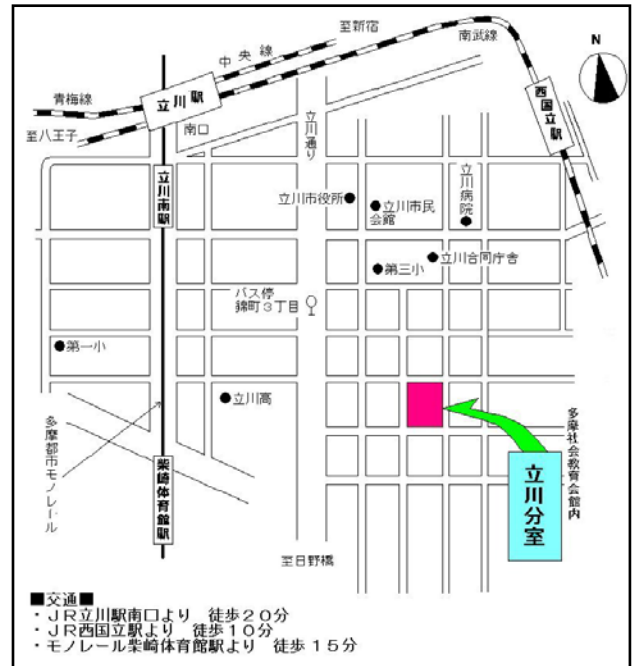 至新宿
中央線
南武線
N
青梅線
立川駅
西国立駅
至八王子
南口
立川通り
立川南駅
立川市役所
立川市民
会館
立川病院
第三小
立川合同庁舎
バス停
錦町3丁目
第一小
立川高
多摩都市モノレール
柴崎体育館駅
多摩社会教育会館内
立川分室
至日野橋
■交通■
・JR立川駅南口より 徒歩20分
・JR西国立駅より 徒歩10分
・モノレール柴崎体育館駅より 徒歩15分